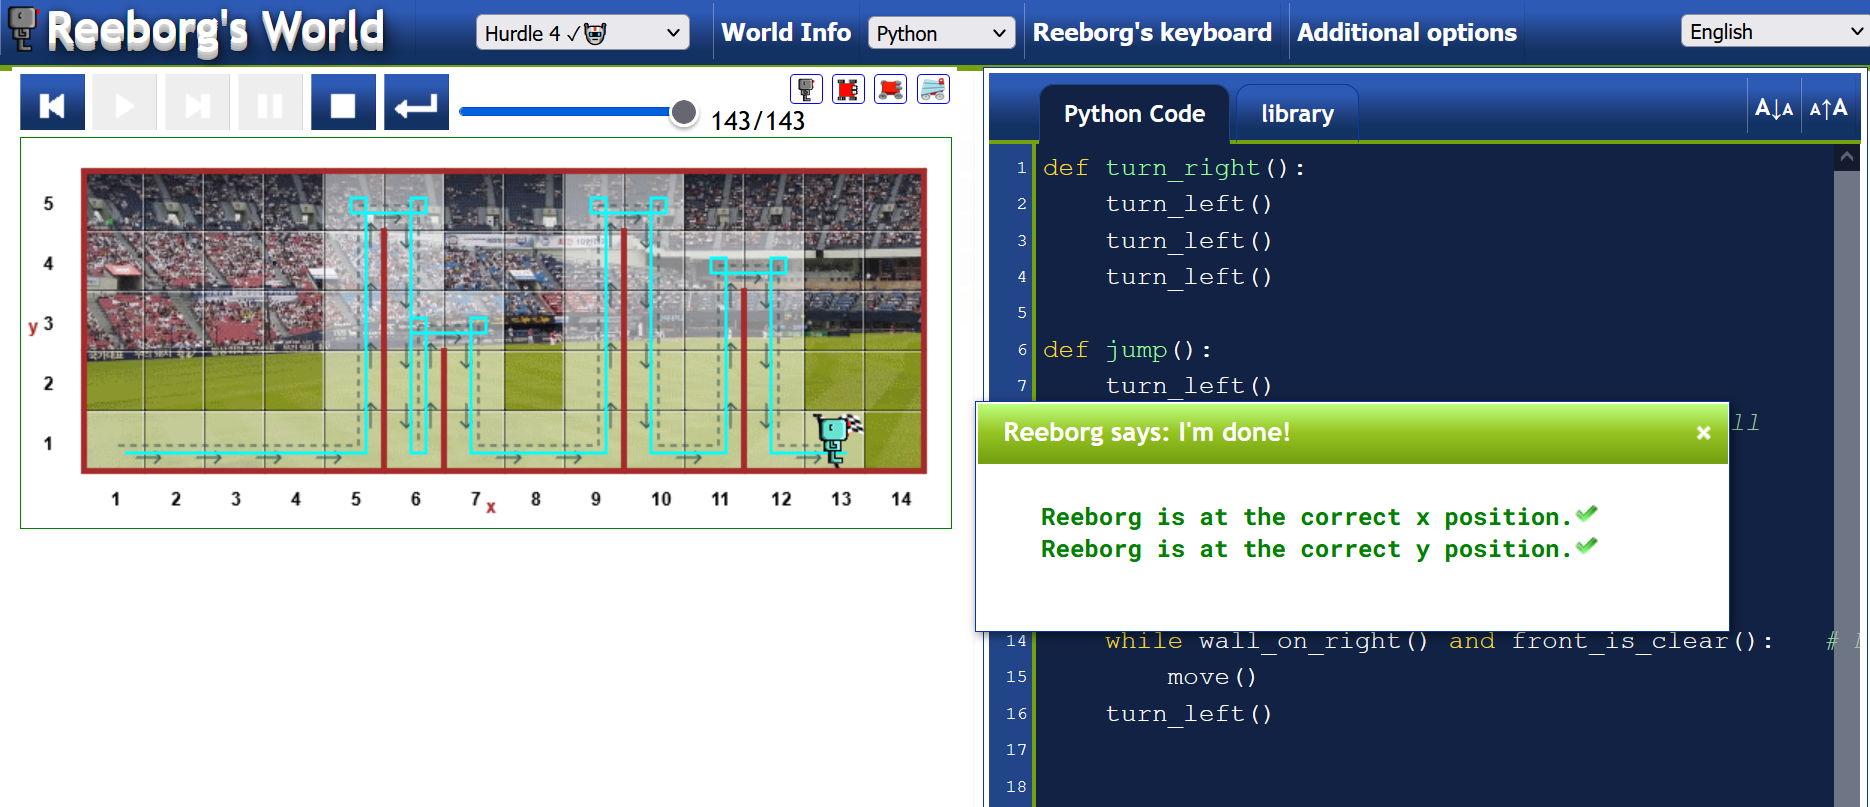 Reeborg's World
Hurdle 4 ✓
World Info
Python
Reeborg's keyboard
Additional options
English
143/143
Python Code
library
A↓A
A↑A
5
4
y 3
2
1
1 2 3 4 5 6 7 x 8 9 10 11 12 13 14
1 def turn_right():
2 turn_left()
3 turn_left()
4 turn_left()
5
6 def jump():
7 turn_left()
ll
Reeborg says: I'm done!
×
Reeborg is at the correct x position.✓
Reeborg is at the correct y position.✓
14 while wall_on_right() and front_is_clear(): #
15 move()
16 turn_left()
17
18